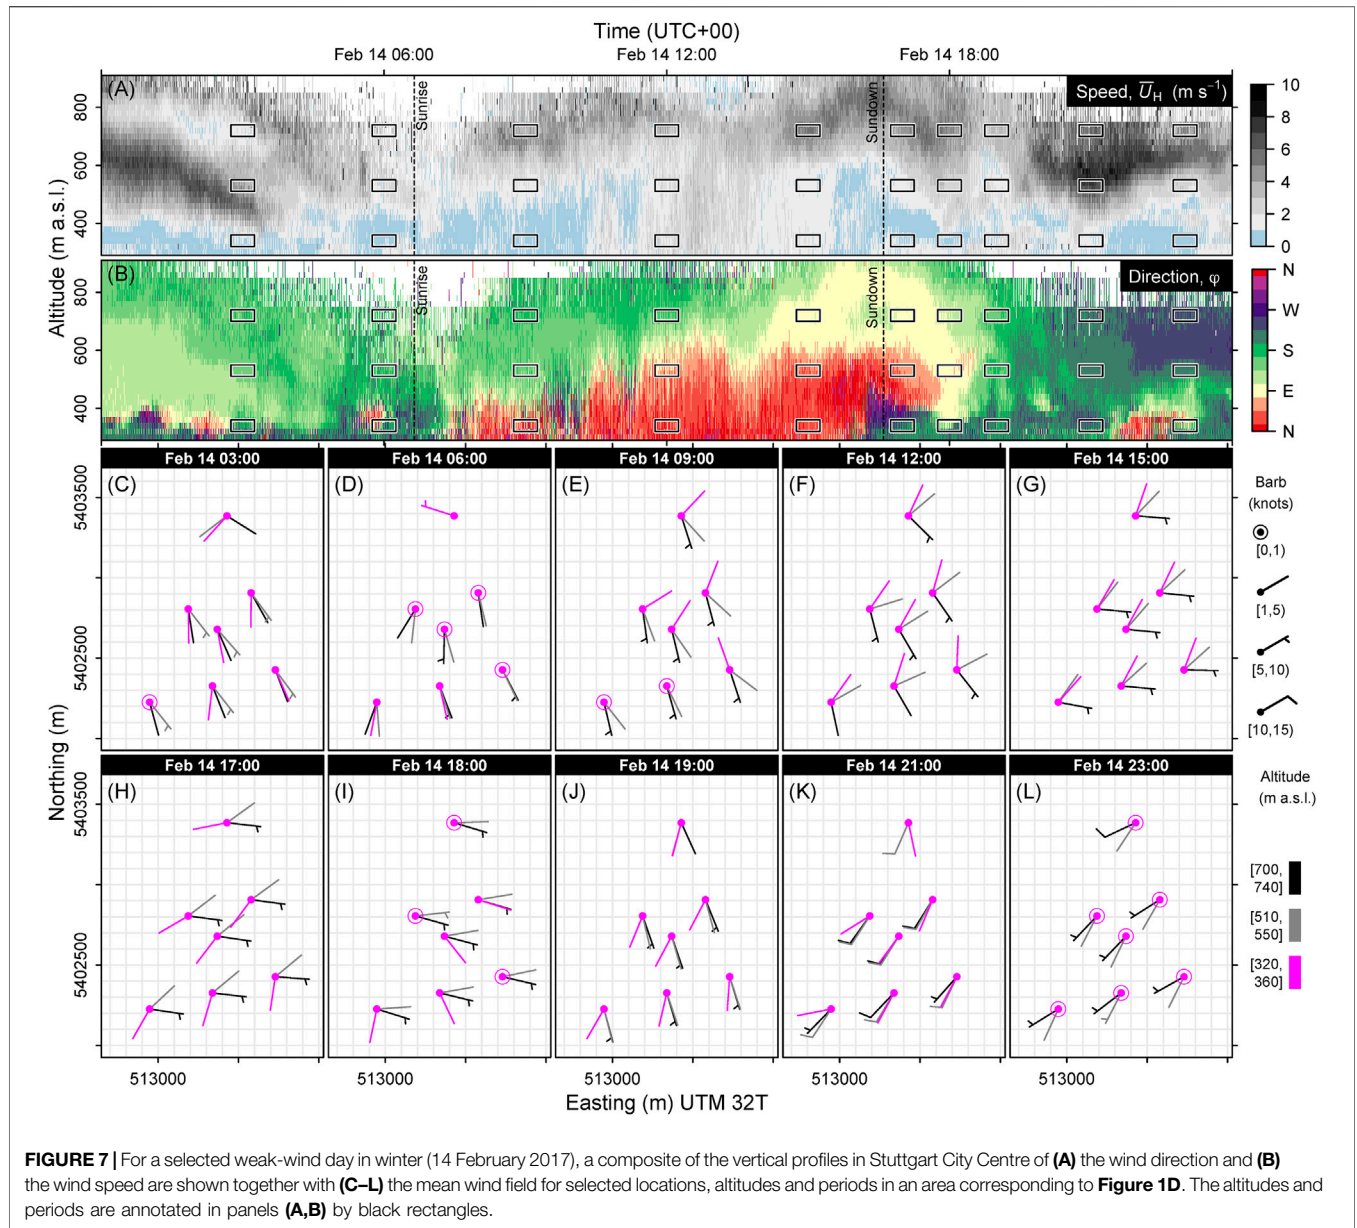 Time (UTC+00)
Feb 14 06:00 Feb 14 12:00 Feb 14 18:00
(A) Sunrise Sundown Speed, U̅H (m s⁻¹)
10
8
6
4
2
0
800
600
400
Altitude (m a.s.l.)
(B) Sunrise Sundown Direction, φ
N
W
S
E
N
800
600
400
Feb 14 03:00 Feb 14 06:00 Feb 14 09:00 Feb 14 12:00 Feb 14 15:00
(C) (D) (E) (F) (G)
5403500
5402500
Barb
(knots)
[0,1)
[1,5)
[5,10)
[10,15)
Northing (m)
Feb 14 17:00 Feb 14 18:00 Feb 14 19:00 Feb 14 21:00 Feb 14 23:00
(H) (I) (J) (K) (L)
5403500
5402500
Altitude
(m a.s.l.)
[700,
740]
[510,
550]
[320,
360]
513000 513000 513000 513000 513000
Easting (m) UTM 32T
FIGURE 7 | For a selected weak-wind day in winter (14 February 2017), a composite of the vertical profiles in Stuttgart City Centre of (A) the wind direction and (B)
the wind speed are shown together with (C–L) the mean wind field for selected locations, altitudes and periods in an area corresponding to Figure 1D. The altitudes and
periods are annotated in panels (A,B) by black rectangles.